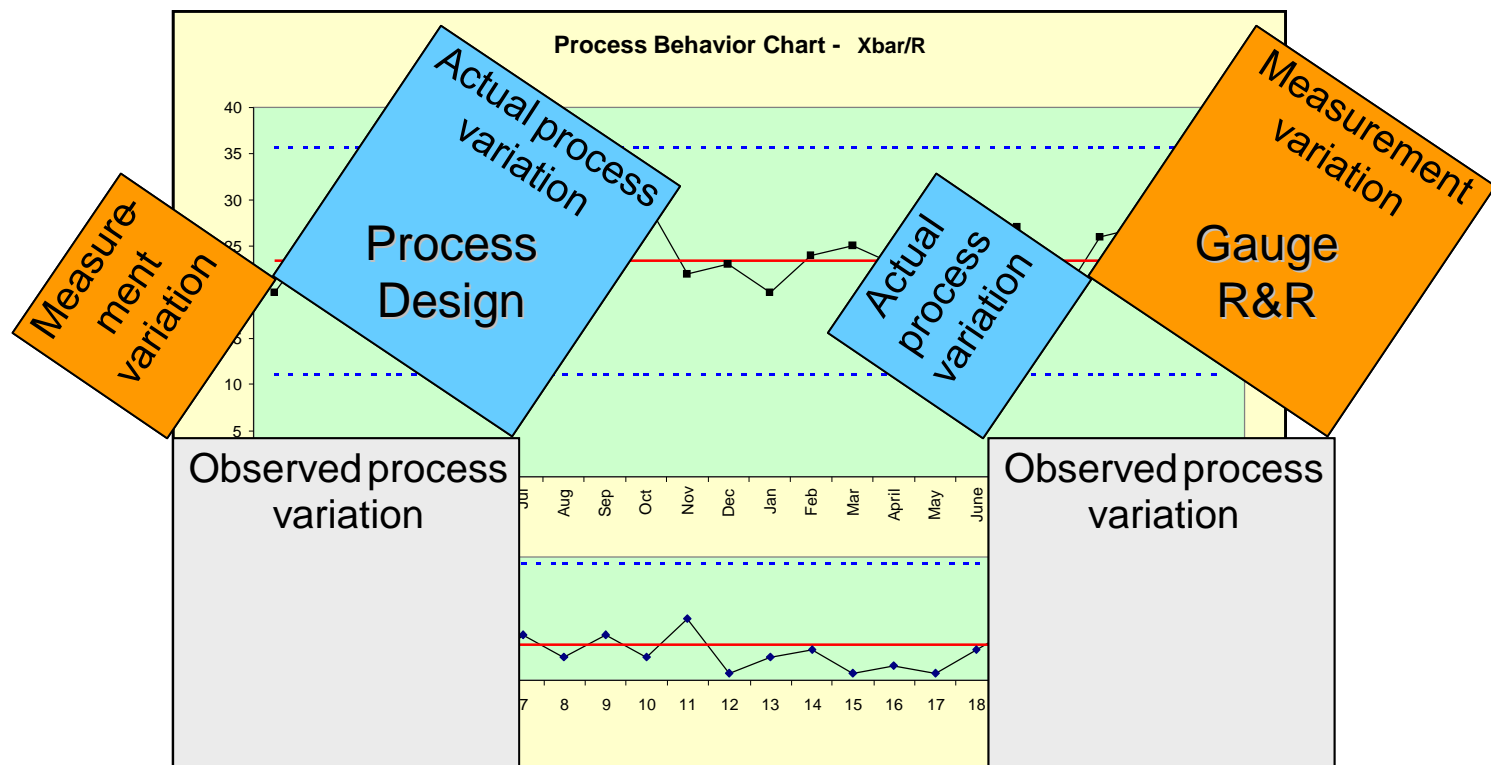 Process Behavior Chart - Xbar/R
Actual process
variation
Process
Design
Measure-
ment
variation
Measurement
variation
Gauge
R&R
Actual
process
variation
40
35
30
25
10
5
Observed process
variation
Observed process
variation
Jul
Aug
Sep
Oct
Nov
Dec
Jan
Feb
Mar
April
May
June
7 8 9 10 11 12 13 14 15 16 17 18